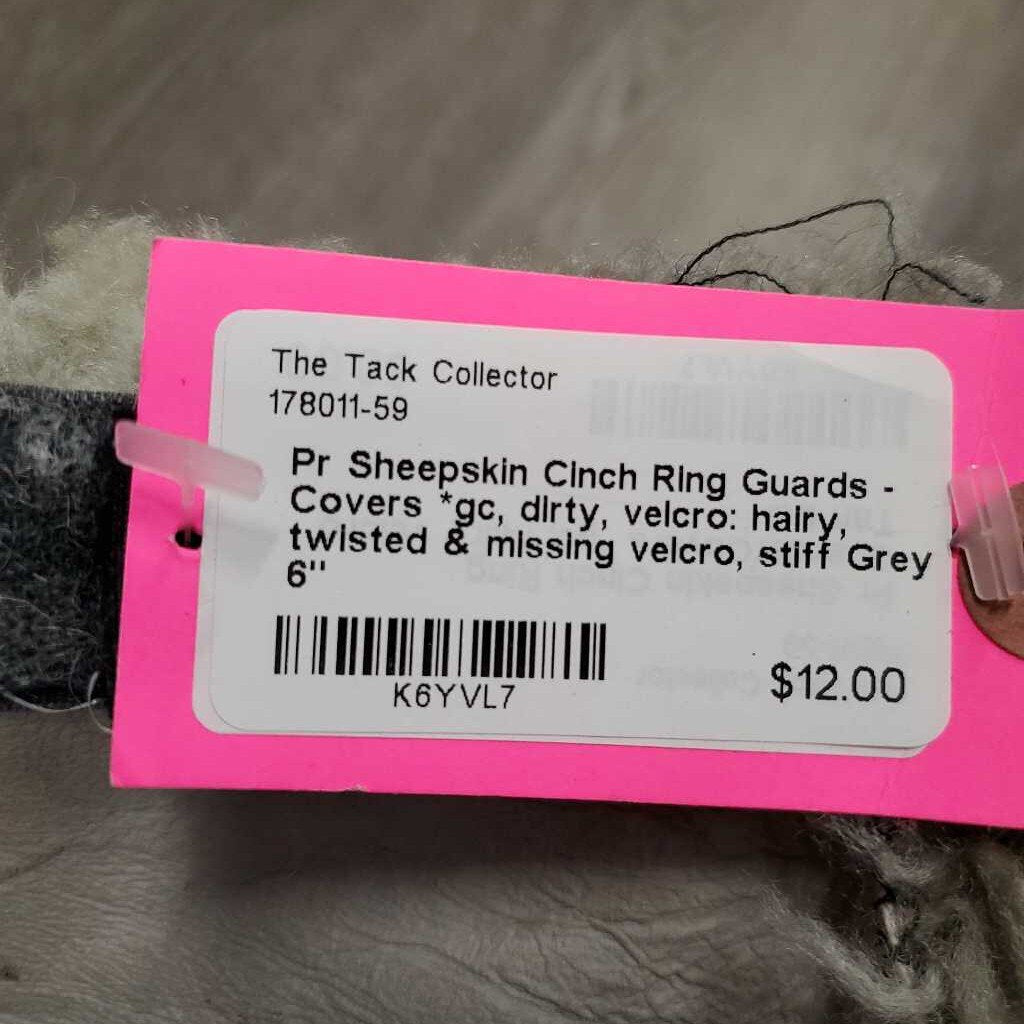 The Tack Collector
178011-59
Pr Sheepskin Cinch Ring Guards -
Covers *gc, dirty, velcro: hairy,
twisted & missing velcro, stiff Grey
6"
K6YVL7
$12.00